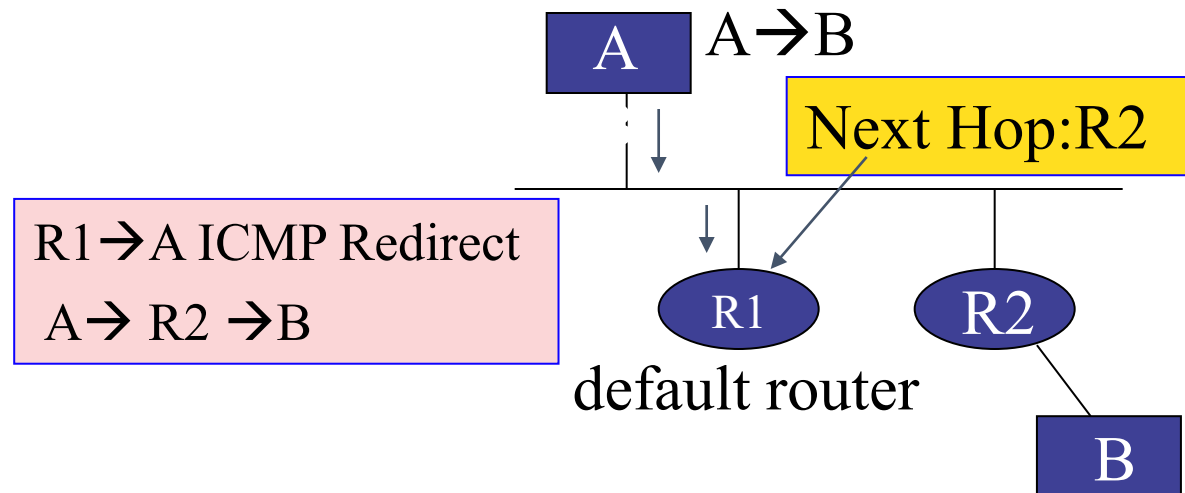 A
A→B
Next Hop:R2
R1→A ICMP Redirect
A→ R2 →B
R1
R2
default router
B